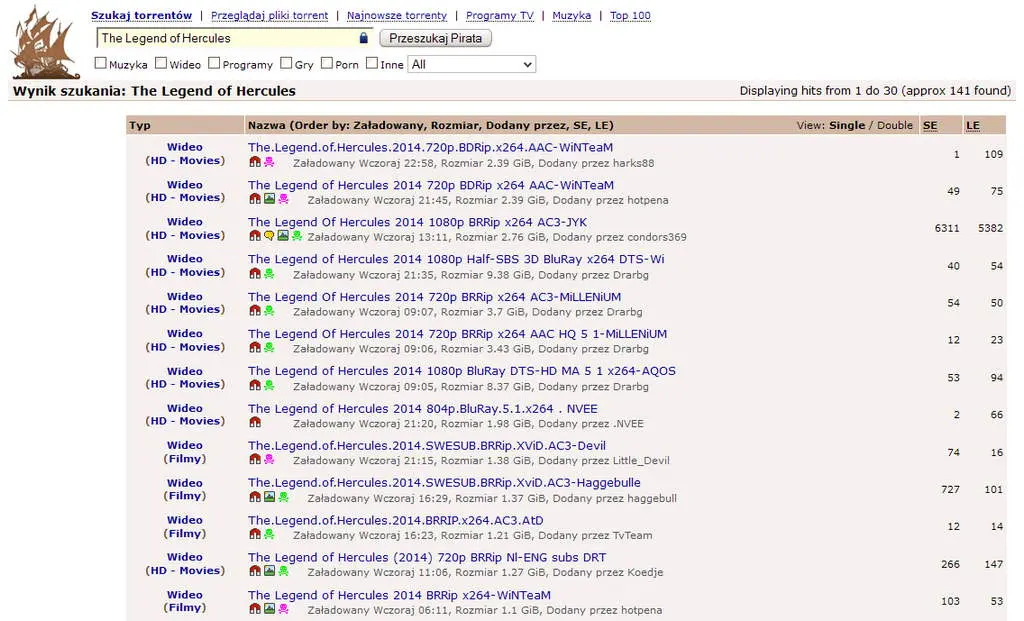 Szukaj torrentów | Przeglądaj pliki torrent | Najnowsze torrenty | Programy TV | Muzyka | Top 100
The Legend of Hercules Przeszukaj Pirata
Muzyka Wideo Programy Gry Porn Inne All
Wynik szukania: The Legend of Hercules Displaying hits from 1 do 30 (approx 141 found)
Typ Nazwa (Order by: Załadowany, Rozmiar, Dodany przez, SE, LE) View: Single / Double SE LE
Wideo The.Legend.of.Hercules.2014.720p.BDRip.x264.AAC-WiNTeaM
(HD - Movies) Załadowany Wczoraj 22:58, Rozmiar 2.39 GiB, Dodany przez harks88 1 109
Wideo The Legend of Hercules 2014 720p BDRip x264 AAC-WiNTeaM
(HD - Movies) Załadowany Wczoraj 21:45, Rozmiar 2.39 GiB, Dodany przez hotpena 49 75
Wideo The Legend Of Hercules 2014 1080p BRRip x264 AC3-JYK
(HD - Movies) Załadowany Wczoraj 13:11, Rozmiar 2.76 GiB, Dodany przez condors369 6311 5382
Wideo The Legend of Hercules 2014 1080p Half-SBS 3D BluRay x264 DTS-Wi
(HD - Movies) Załadowany Wczoraj 21:35, Rozmiar 9.38 GiB, Dodany przez Drarbg 40 54
Wideo The Legend Of Hercules 2014 720p BRRip x264 AC3-MiLLENiUM
(HD - Movies) Załadowany Wczoraj 09:07, Rozmiar 3.7 GiB, Dodany przez Drarbg 54 50
Wideo The Legend Of Hercules 2014 720p BRRip x264 AAC HQ 5 1-MiLLENiUM
(HD - Movies) Załadowany Wczoraj 09:06, Rozmiar 3.43 GiB, Dodany przez Drarbg 12 23
Wideo The Legend of Hercules 2014 1080p BluRay DTS-HD MA 5 1 x264-AQOS
(HD - Movies) Załadowany Wczoraj 09:05, Rozmiar 8.37 GiB, Dodany przez Drarbg 53 94
Wideo The Legend of Hercules 2014 804p.BluRay.5.1.x264 . NVEE
(HD - Movies) Załadowany Wczoraj 21:20, Rozmiar 1.98 GiB, Dodany przez .NVEE 2 66
Wideo The.Legend.of.Hercules.2014.SWESUB.BRRip.XViD.AC3-Devil
(Filmy) Załadowany Wczoraj 21:15, Rozmiar 1.38 GiB, Dodany przez Little_Devil 74 16
Wideo The.Legend.of.Hercules.2014.SWESUB.BRRip.XviD.AC3-Haggebulle
(Filmy) Załadowany Wczoraj 16:29, Rozmiar 1.37 GiB, Dodany przez haggebull 727 101
Wideo The.Legend.of.Hercules.2014.BRRIP.x264.AC3.AtD
(Filmy) Załadowany Wczoraj 16:23, Rozmiar 1.21 GiB, Dodany przez TvTeam 12 14
Wideo The Legend of Hercules (2014) 720p BRRip Nl-ENG subs DRT
(HD - Movies) Załadowany Wczoraj 11:06, Rozmiar 1.27 GiB, Dodany przez Koedje 266 147
Wideo The Legend of Hercules 2014 BRRip x264-WiNTeaM
(Filmy) Załadowany Wczoraj 06:11, Rozmiar 1.1 GiB, Dodany przez hotpena 103 53